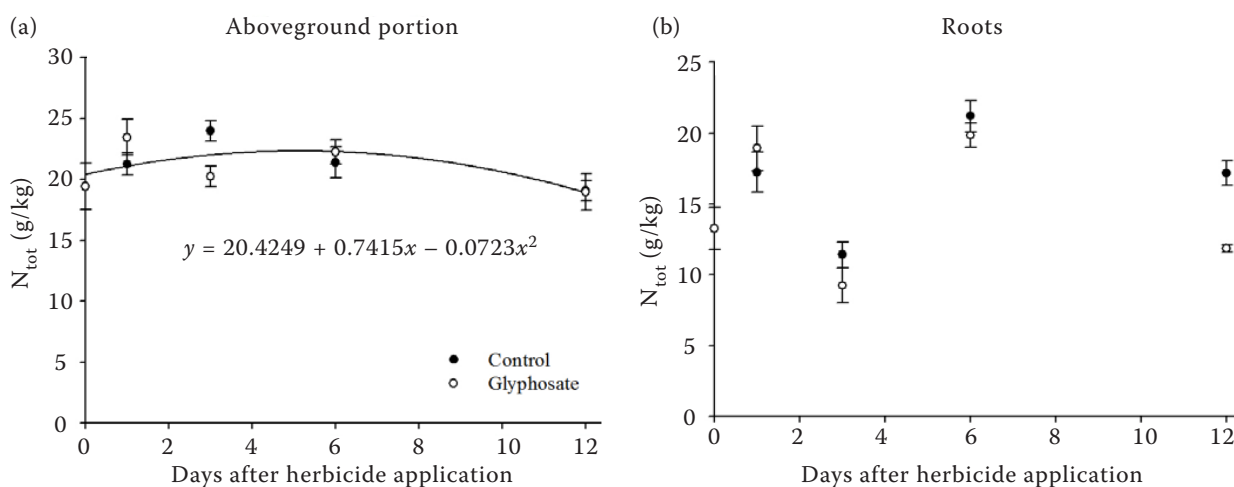 (a) Aboveground portion
30
25
20
15
10
5
0
N_tot (g/kg)
y = 20.4249 + 0.7415x – 0.0723x²
Control
Glyphosate
0 2 4 6 8 10 12
Days after herbicide application
(b) Roots
25
20
15
10
5
0
N_tot (g/kg)
0 2 4 6 8 10 12
Days after herbicide application